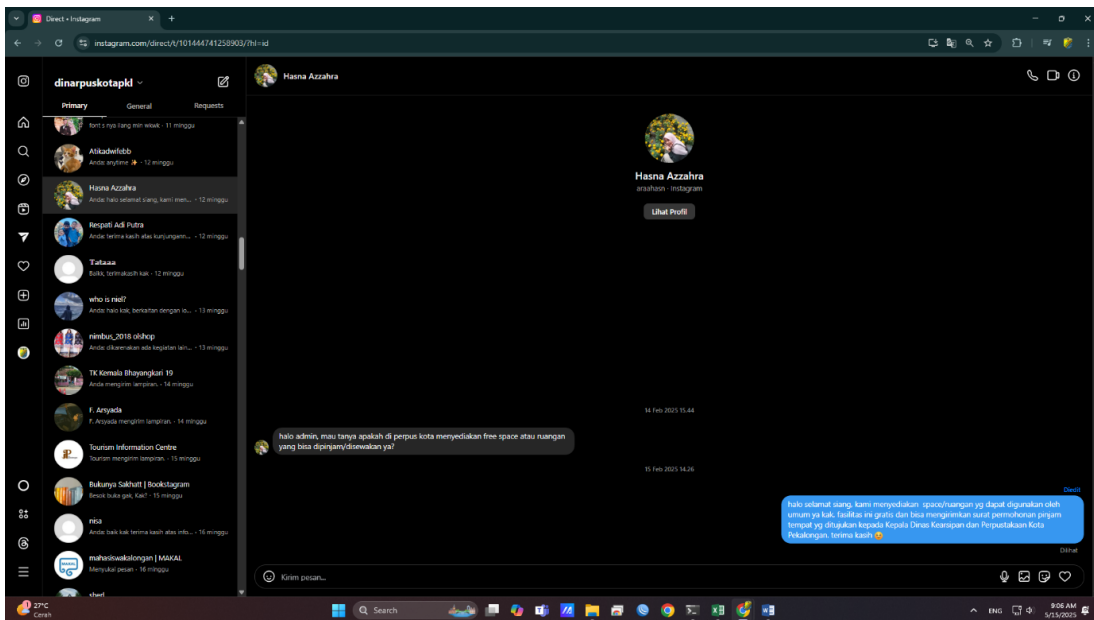 Direct • Instagram
instagram.com/direct/t/101444741258903/?hl=id
dinarpuskotapkl
Primary
General
Requests
font s nya ilang min wkwk - 11 minggu
Atikadwifebb
Anda: anytime ✨ - 12 minggu
Hasna Azzahra
Anda: halo selamat siang, kami men... - 12 minggu
Respati Adi Putra
Anda: terima kasih atas kunjungann... - 12 minggu
Tataaa
Baikk, terimakasih kak - 12 minggu
who is niel?
Anda: halo kak, berkaitan dengan lo... - 13 minggu
nimbus_2018 olshop
Anda: dikarenakan ada kegiatan lain... - 13 minggu
TK Kemala Bhayangkari 19
Anda mengirim lampiran. - 14 minggu
F. Arsyada
F. Arsyada mengirim lampiran. - 14 minggu
Tourism Information Centre
Tourism mengirim lampiran. - 15 minggu
Bukunya Sakhatt | Bookstagram
Besok buka gak, Kak? - 15 minggu
nisa
Anda: baik kak terima kasih atas info... - 16 minggu
MAKAL
mahasiswakalongan | MAKAL
Menyukai pesan - 16 minggu
sherl
Hasna Azzahra
Hasna Azzahra
araahasn · Instagram
Lihat Profil
14 Feb 2025 15.44
halo admin, mau tanya apakah di perpus kota menyediakan free space atau ruangan
yang bisa dipinjam/disewakan ya?
15 Feb 2025 14.26
Diedit
halo selamat siang, kami menyediakan space/ruangan yg dapat digunakan oleh
umum ya kak. fasilitas ini gratis dan bisa mengirimkan surat permohonan pinjam
tempat yg ditujukan kepada Kepala Dinas Kearsipan dan Perpustakaan Kota
Pekalongan. terima kasih 😊
Dilihat
Kirim pesan...
27°C
Cerah
Search
ENG
9:06 AM
5/15/2025